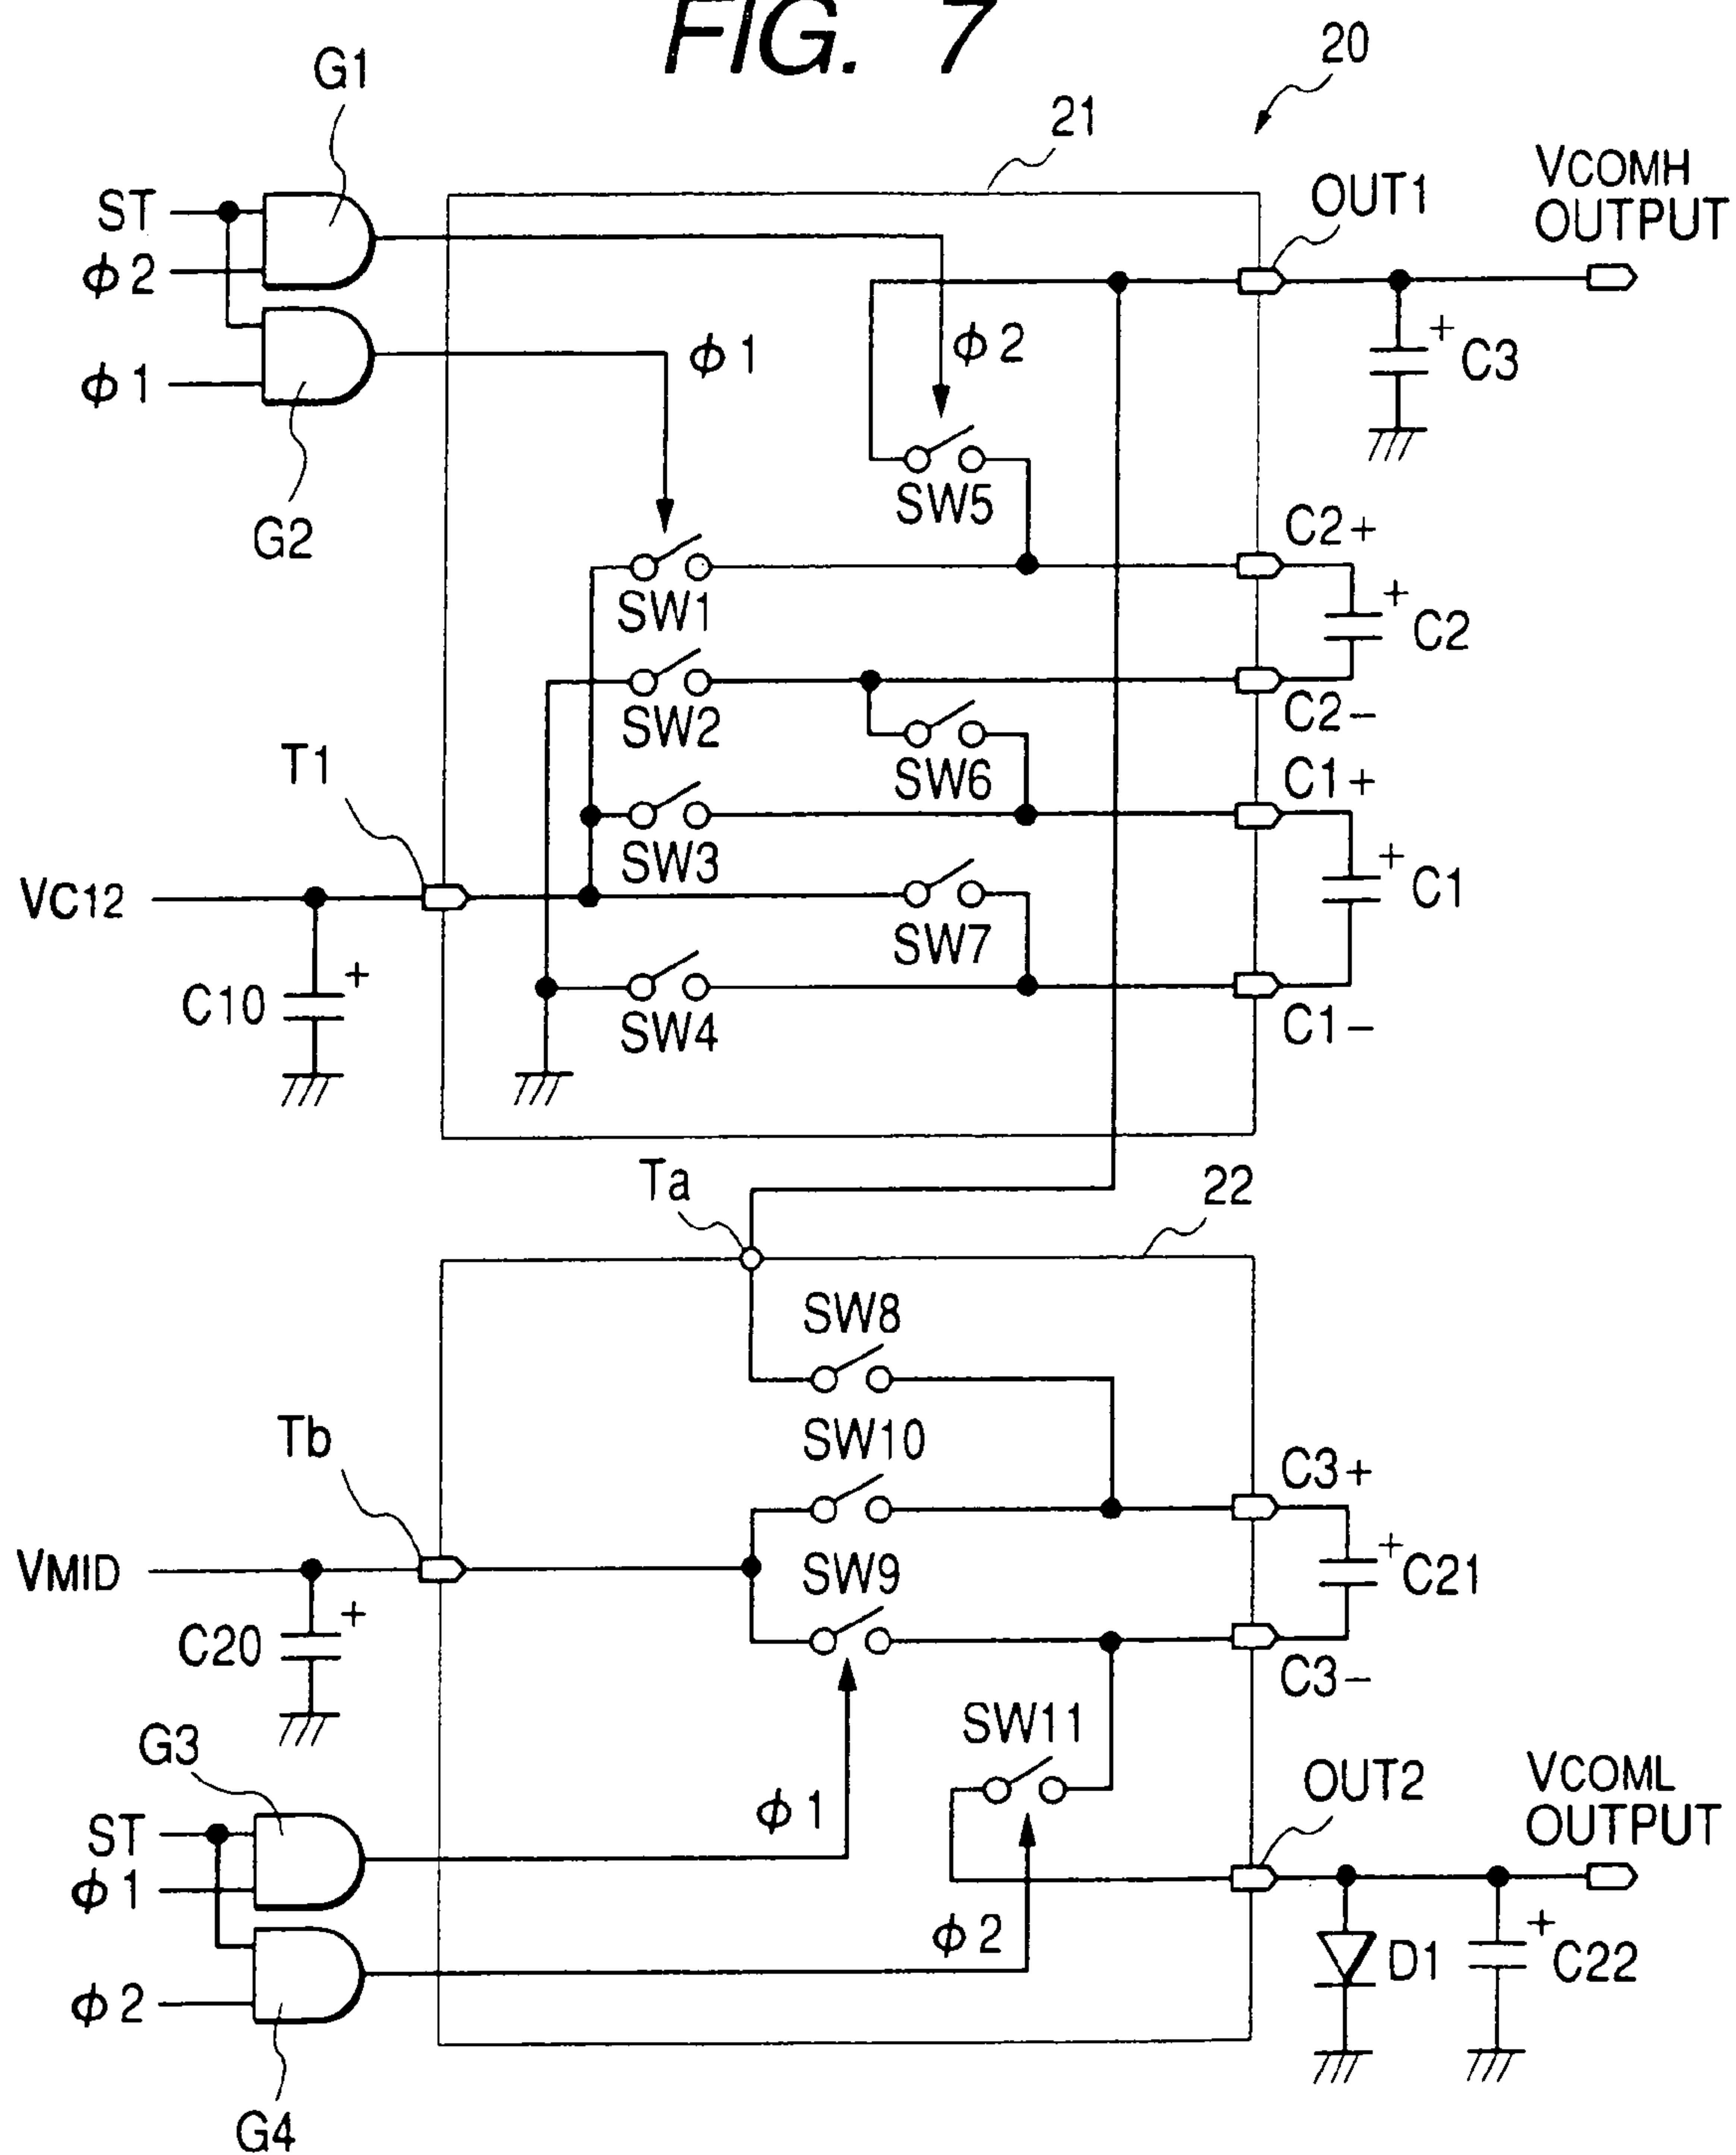 FIG. 7
20
G1
21
VCOMH
OUTPUT
OUT1
ST
ϕ2
ϕ1
ϕ2
ϕ1
+
C3
SW5
G2
C2+
SW1
+
C2
SW2
C2-
T1
SW6
C1+
SW3
+
C1
VC12
SW7
+
C10
SW4
C1-
Ta
22
SW8
SW10
Tb
C3+
SW9
+
C21
VMID
+
C20
C3-
SW11
G3
OUT2
VCOML
OUTPUT
ϕ1
ST
ϕ1
ϕ2
+
D1
C22
ϕ2
G4